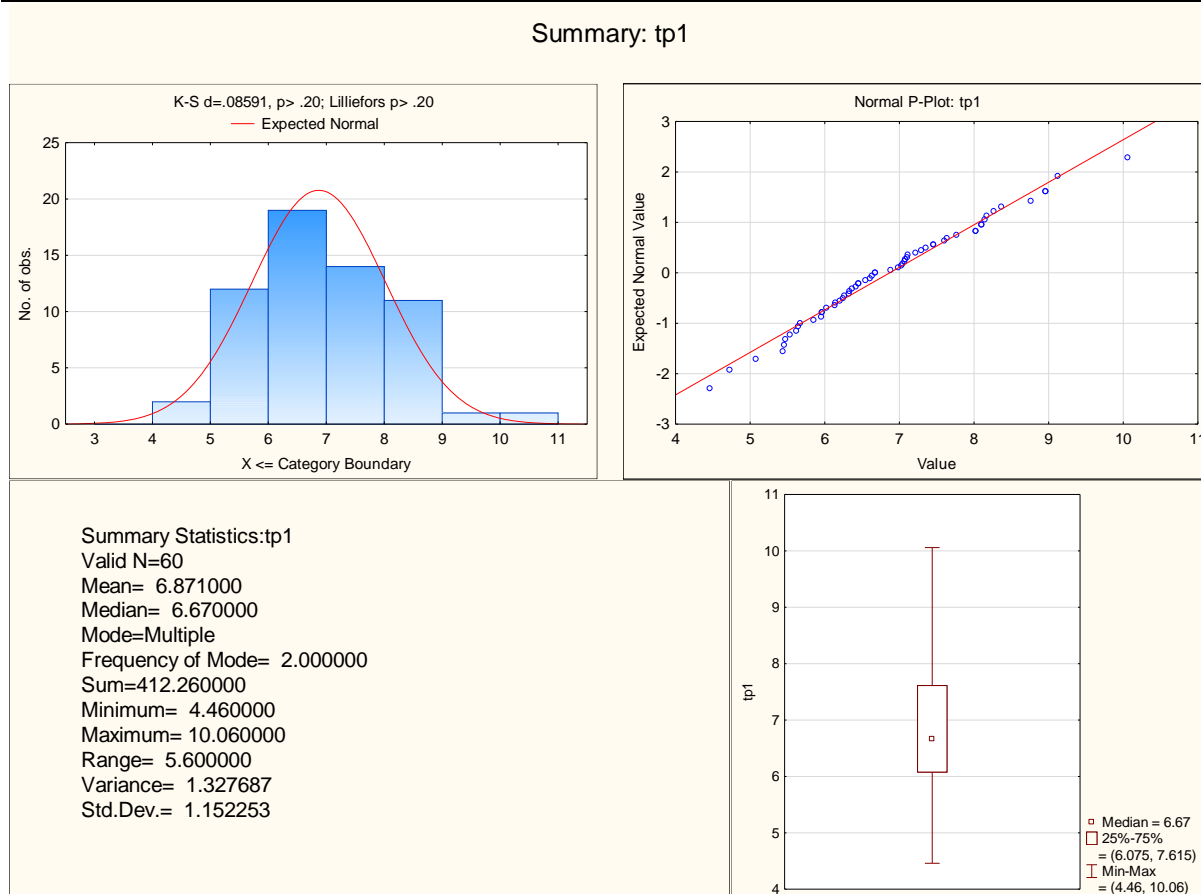 Summary: tp1
K-S d=.08591, p> .20; Lilliefors p> .20
Expected Normal
25
20
15
10
5
0
No. of obs.
3 4 5 6 7 8 9 10 11
X <= Category Boundary
Normal P-Plot: tp1
3
2
1
0
-1
-2
-3
Expected Normal Value
4 5 6 7 8 9 10 11
Value
Summary Statistics:tp1
Valid N=60
Mean= 6.871000
Median= 6.670000
Mode=Multiple
Frequency of Mode= 2.000000
Sum=412.260000
Minimum= 4.460000
Maximum= 10.060000
Range= 5.600000
Variance= 1.327687
Std.Dev.= 1.152253
11
10
9
8
7
6
5
4
tp1
Median = 6.67
25%-75%
= (6.075, 7.615)
Min-Max
= (4.46, 10.06)